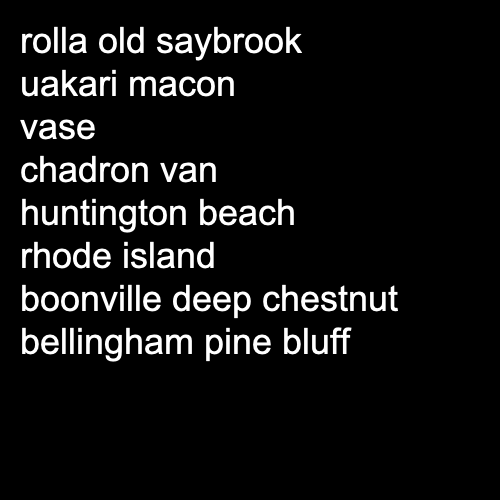 rolla old saybrook
uakari macon
vase
chadron van
huntington beach
rhode island
boonville deep chestnut
bellingham pine bluff